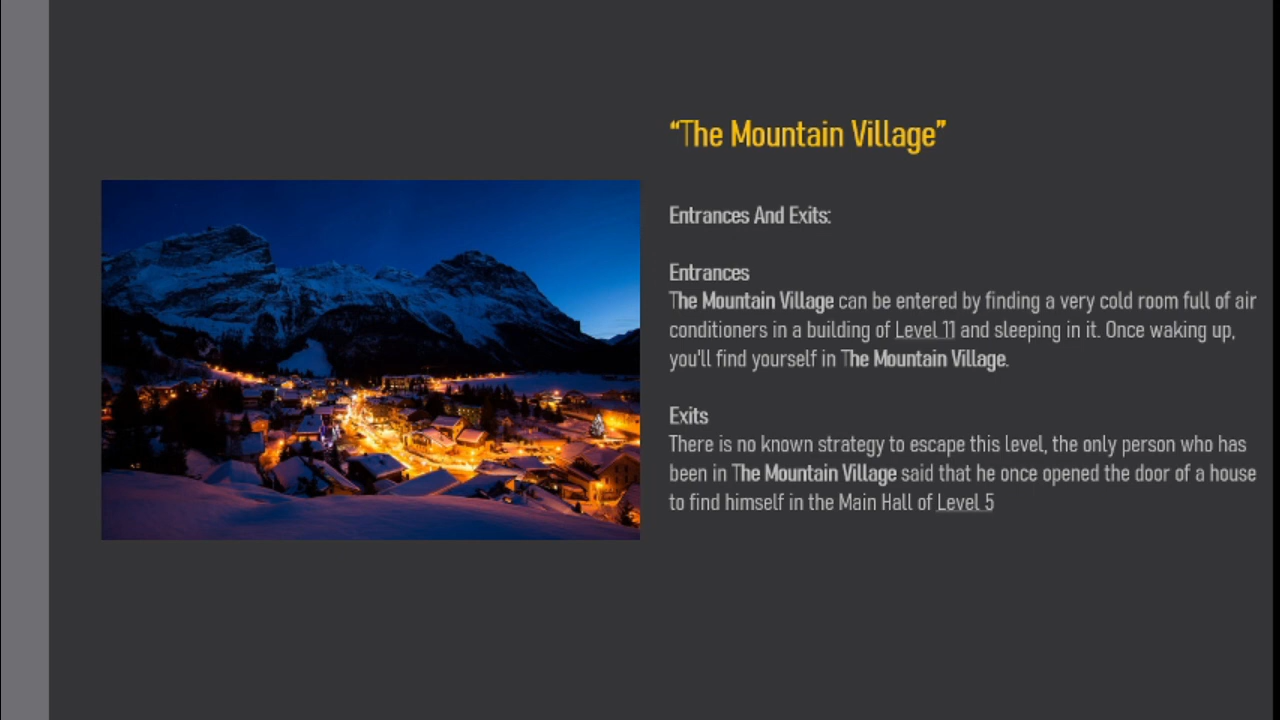 “The Mountain Village”
Entrances And Exits:
Entrances
The Mountain Village can be entered by finding a very cold room full of air
conditioners in a building of Level 11 and sleeping in it. Once waking up,
you'll find yourself in The Mountain Village.
Exits
There is no known strategy to escape this level, the only person who has
been in The Mountain Village said that he once opened the door of a house
to find himself in the Main Hall of Level 5